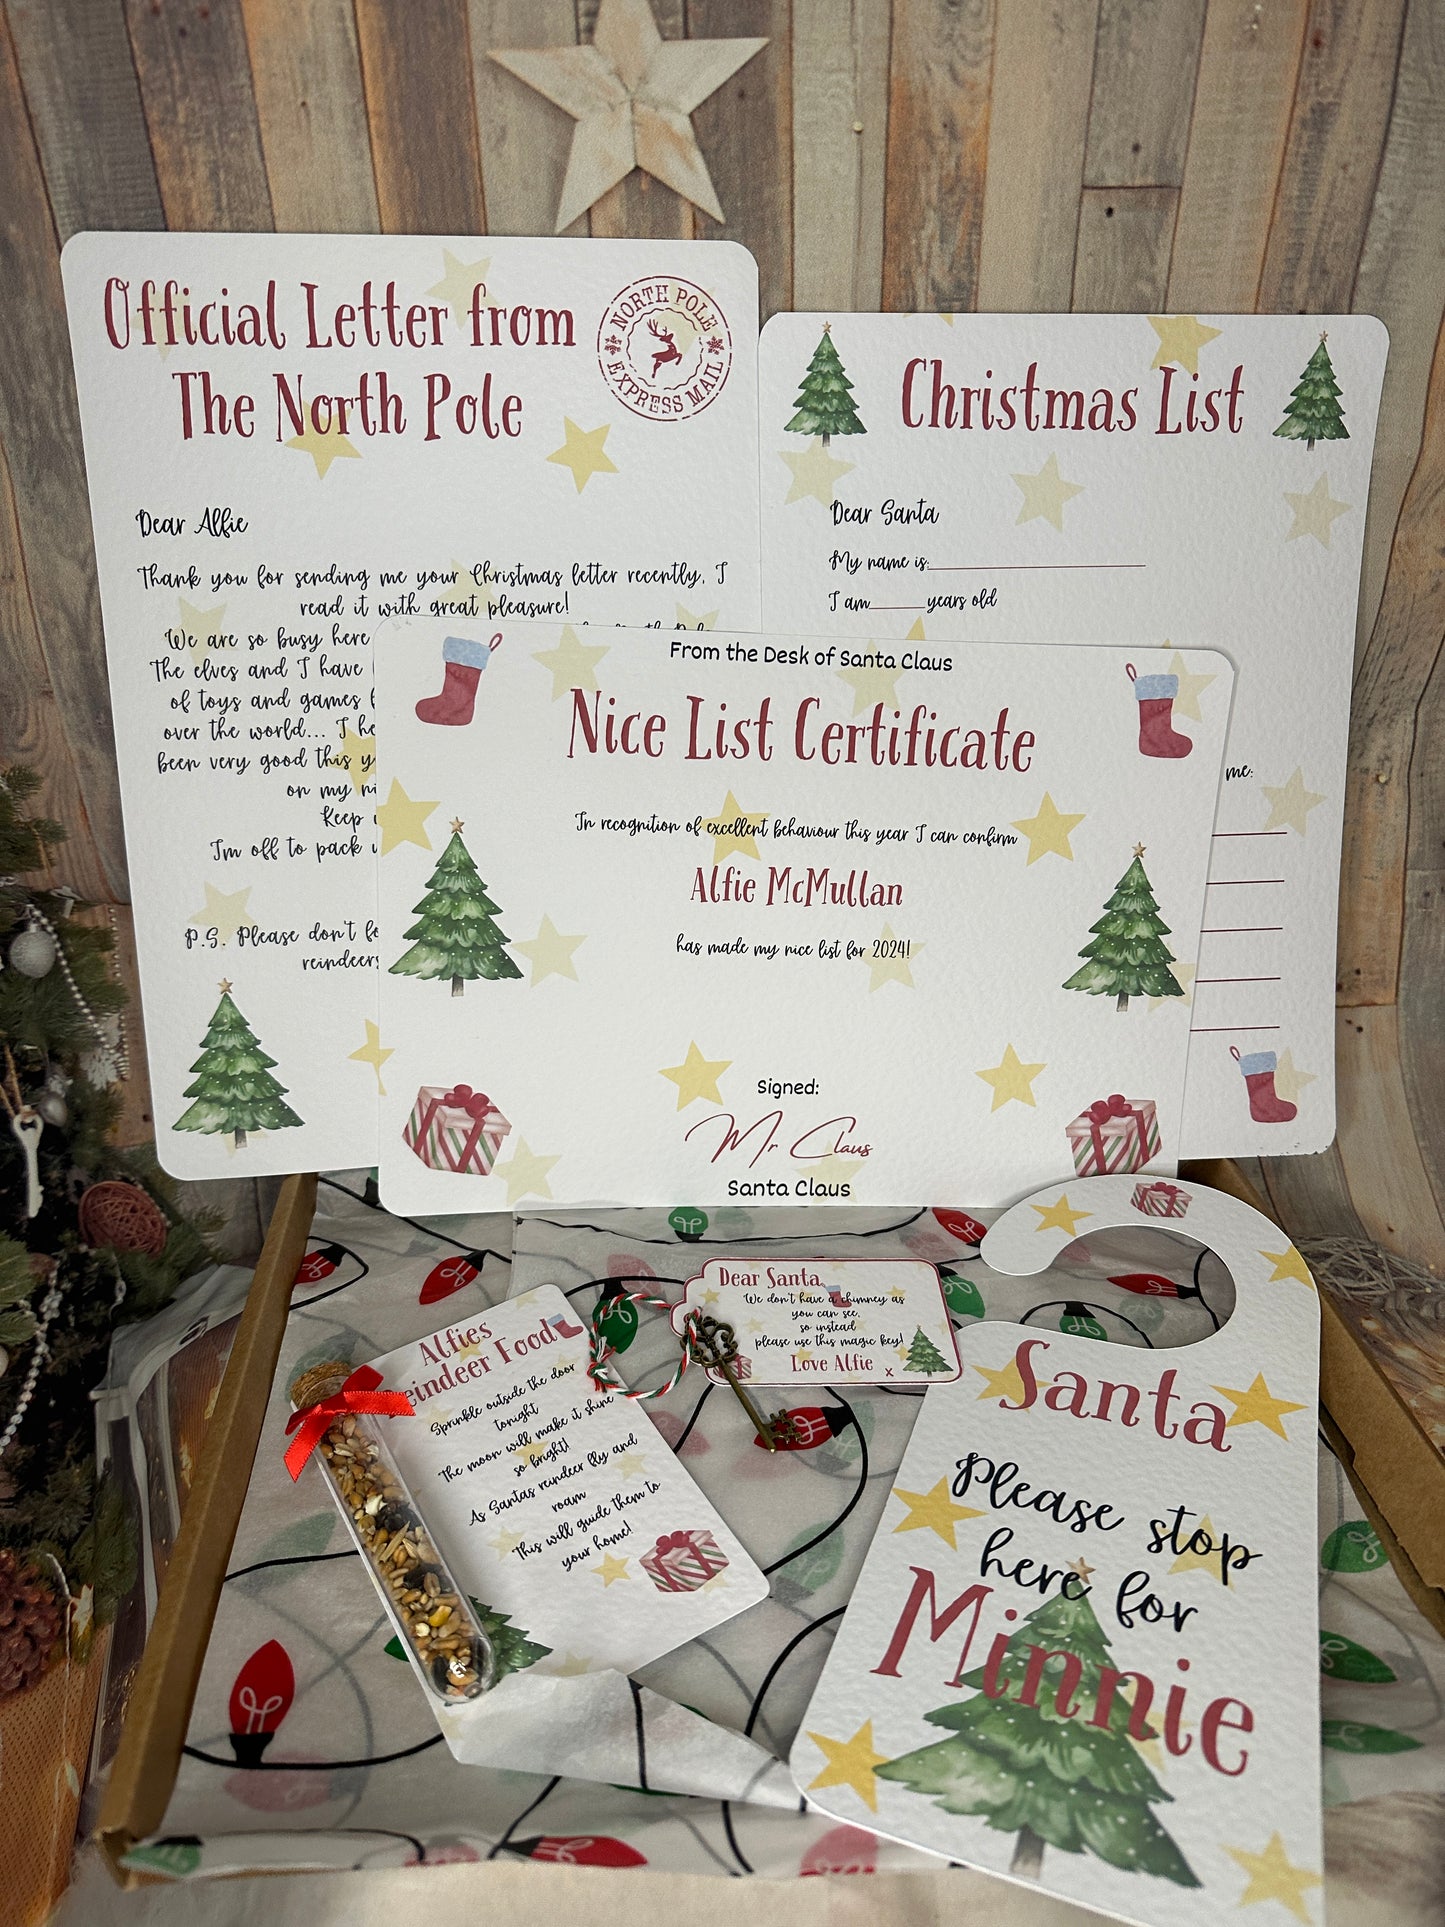 Official Letter from
The North Pole
NORTH POLE
EXPRESS MAIL
Dear Alfie
Thank you for sending me your Christmas letter recently, I
read it with great pleasure!
We are so busy here
The elves and I have
of toys and games
over the world... I he
been very good this y
on my ni
Keep
I'm off to pack
P.S. Please don't fo
reindeers
Christmas List
Dear Santa
My name is:
I am years old
me:
From the Desk of Santa Claus
Nice List Certificate
In recognition of excellent behaviour this year I can confirm
Alfie McMullan
has made my nice list for 2024!
Signed:
Mr Claus
Santa Claus
Alfies
Reindeer Food
Sprinkle outside the door
tonight
The moon will make it shine
so bright!
As Santas reindeer fly and
roam
This will guide them to
your home!
Dear Santa,
We don't have a chimney as
you can see,
so instead
please use this magic key!
Love Alfie x
Santa
Please stop
here for
Minnie